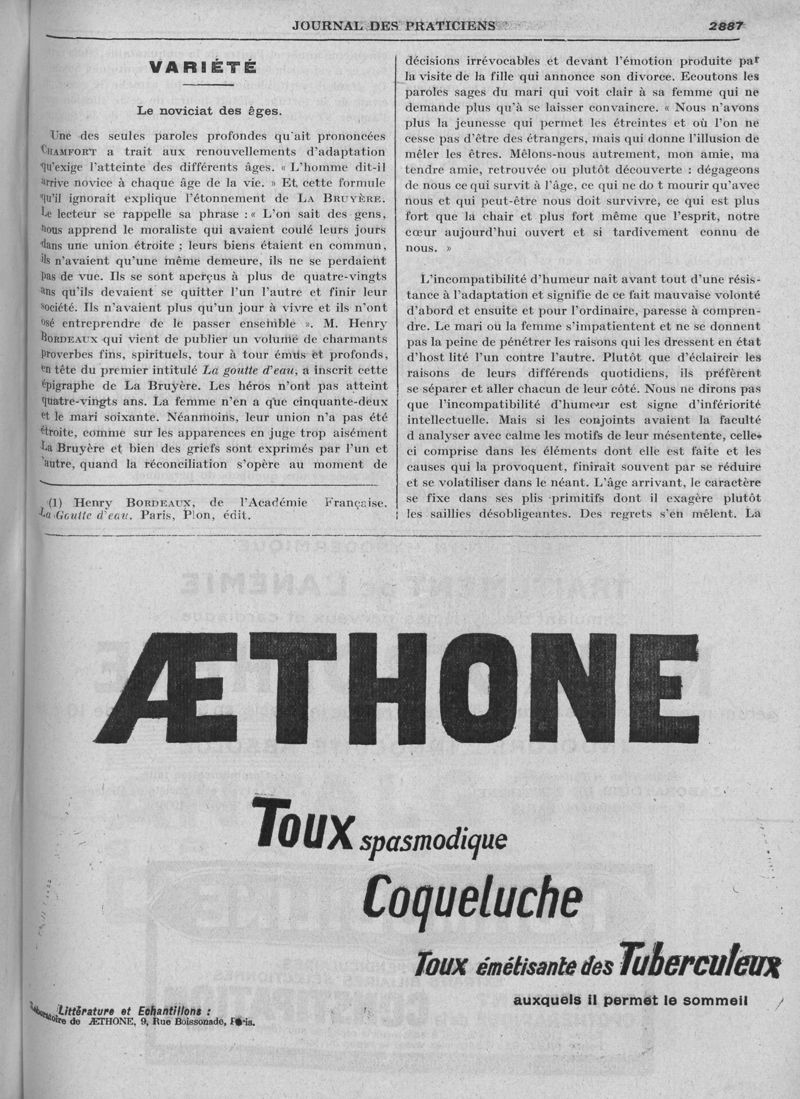 JOURNAL DES PRATICIENS 2887
VARIÉTÉ
Le noviciat des êges.
Une des seules paroles profondes qu'ait prononcées
CHAMFORT a trait aux renouvellements d'adaptation
qu'exige l'atteinte des différents âges. « L'homme dit-il
arrive novice à chaque âge de la vie. » Et, cette formule
qu'il ignorait explique l'étonnement de LA BRUYÈRE.
Le lecteur se rappelle sa phrase : « L'on sait des gens,
nous apprend le moraliste qui avaient coulé leurs jours
dans une union étroite ; leurs biens étaient en commun,
ils n'avaient qu'une même demeure, ils ne se perdaient
pas de vue. Ils se sont aperçus à plus de quatre-vingts
ans qu'ils devaient se quitter l'un l'autre et finir leur
société. Ils n'avaient plus qu'un jour à vivre et ils n'ont
osé entreprendre de le passer ensemble ». M. Henry
BORDEAUX qui vient de publier un volume de charmants
proverbes fins, spirituels, tour à tour émus et profonds,
en tête du premier intitulé La goutte d'eau, a inscrit cette
épigraphe de La Bruyère. Les héros n'ont pas atteint
quatre-vingts ans. La femme n'en a que cinquante-deux
et le mari soixante. Néanmoins, leur union n'a pas été
étroite, comme sur les apparences en juge trop aisément
La Bruyère et bien des griefs sont exprimés par l'un et
'autre, quand la réconciliation s'opère au moment de
(1) Henry BORDEAUX, de l'Académie Française.
La Goutte d'eau. Paris, Plon, édit.
décisions irrévocables et devant l'émotion produite par
la visite de la fille qui annonce son divorce. Ecoutons les
paroles sages du mari qui voit clair à sa femme qui ne
demande plus qu'à se laisser convaincre. « Nous n'avons
plus la jeunesse qui permet les étreintes et où l'on ne
cesse pas d'être des étrangers, mais qui donne l'illusion de
mêler les êtres. Mêlons-nous autrement, mon amie, ma
tendre amie, retrouvée ou plutôt découverte : dégageons
de nous ce qui survit à l'âge, ce qui ne do t mourir qu'avec
nous et qui peut-être nous doit survivre, ce qui est plus
fort que la chair et plus fort même que l'esprit, notre
cœur aujourd'hui ouvert et si tardivement connu de
nous. »
L'incompatibilité d'humeur nait avant tout d'une résis-
tance à l'adaptation et signifie de ce fait mauvaise volonté
d'abord et ensuite et pour l'ordinaire, paresse à compren-
dre. Le mari ou la femme s'impatientent et ne se donnent
pas la peine de pénétrer les raisons qui les dressent en état
d'host lité l'un contre l'autre. Plutôt que d'éclaircir les
raisons de leurs différends quotidiens, ils préfèrent
se séparer et aller chacun de leur côté. Nous ne dirons pas
que l'incompatibilité d'humeur est signe d'infériorité
intellectuelle. Mais si les conjoints avaient la faculté
d analyser avec calme les motifs de leur mésentente, celle-
ci comprise dans les éléments dont elle est faite et les
causes qui la provoquent, finirait souvent par se réduire
et se volatiliser dans le néant. L'âge arrivant, le caractère
se fixe dans ses plis primitifs dont il exagère plutôt
les saillies désobligeantes. Des regrets s'en mêlent. La
ÆTHONE
Toux spasmodique
Coqueluche
Toux émétisante des Tuberculeux
auxquels il permet le sommeil
Littérature et Echantillons :
de ÆTHONE, 9, Rue Boissonade, Paris.